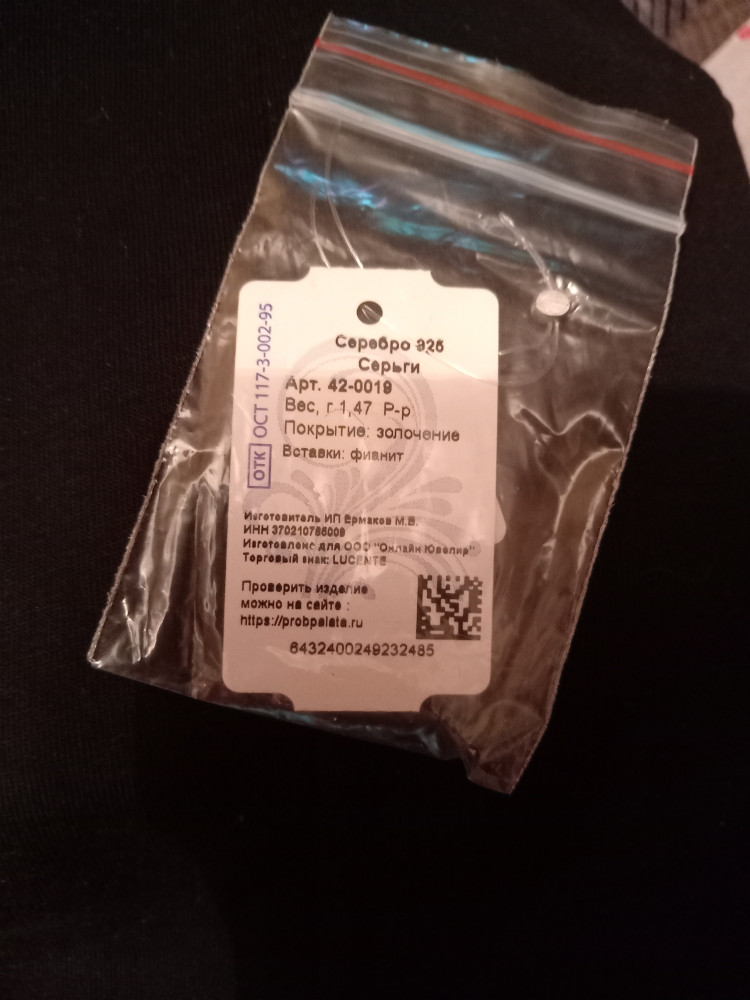 ОТК ОСТ 117-3-002-95
Серебро 925
Серьги
Арт. 42-0019
Вес, г 1,47 Р-р
Покрытие: золочение
Вставки: фианит
Изготовитель ИП Ермаков М.В.
ИНН 370210786009
Изготовлено для ООО "Онлайн Ювелир"
Торговый знак: LUCENTE
Проверить изделие
можно на сайте :
https://probpalata.ru
6432400249232485